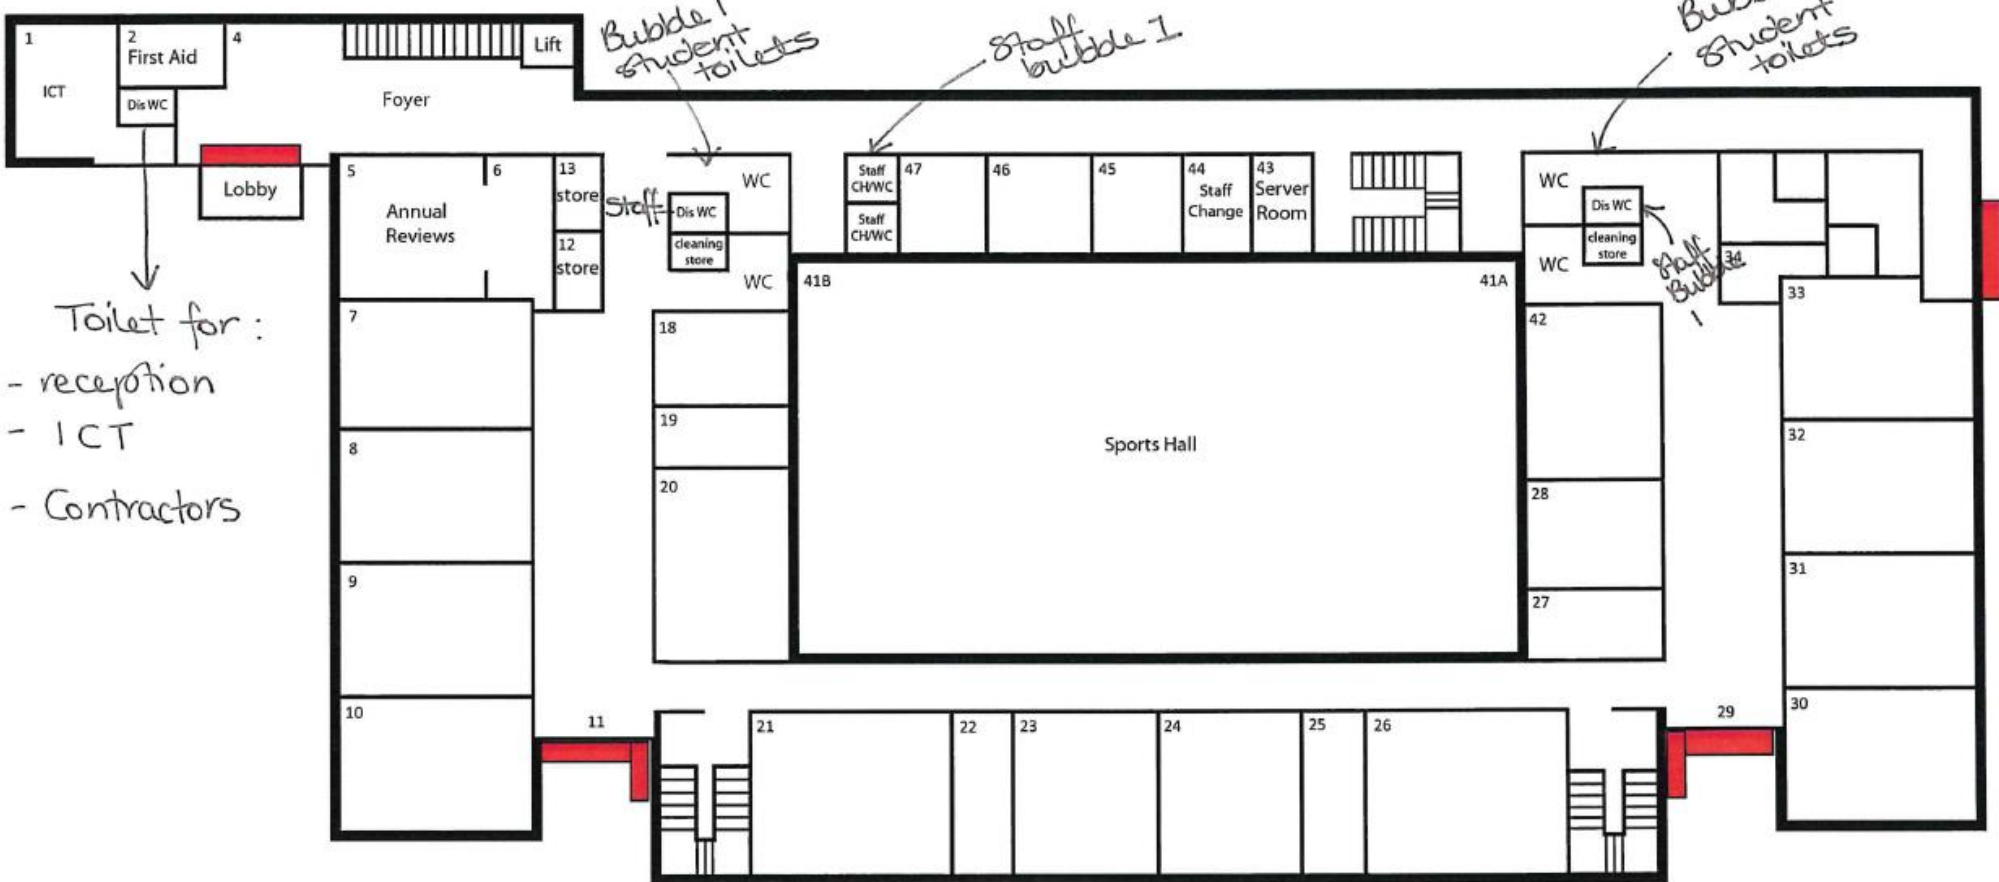 Bubble 1
student
toilets
Staff
bubble 1
student
toilets
1
ICT
2
First Aid
Dis WC
4
Foyer
Lift
Lobby
5
Annual
Reviews
6
13
store
12
store
Staff
WC
Dis WC
cleaning
store
WC
Staff
CH/WC
Staff
CH/WC
47
46
45
44
Staff
Change
43
Server
Room
WC
Dis WC
cleaning
store
WC
Staff
Bubble
1
34
33
41B
41A
Sports Hall
Toilet for :
- reception
- ICT
- Contractors
7
8
9
10
11
18
19
20
42
28
27
32
31
30
29
21
22
23
24
25
26